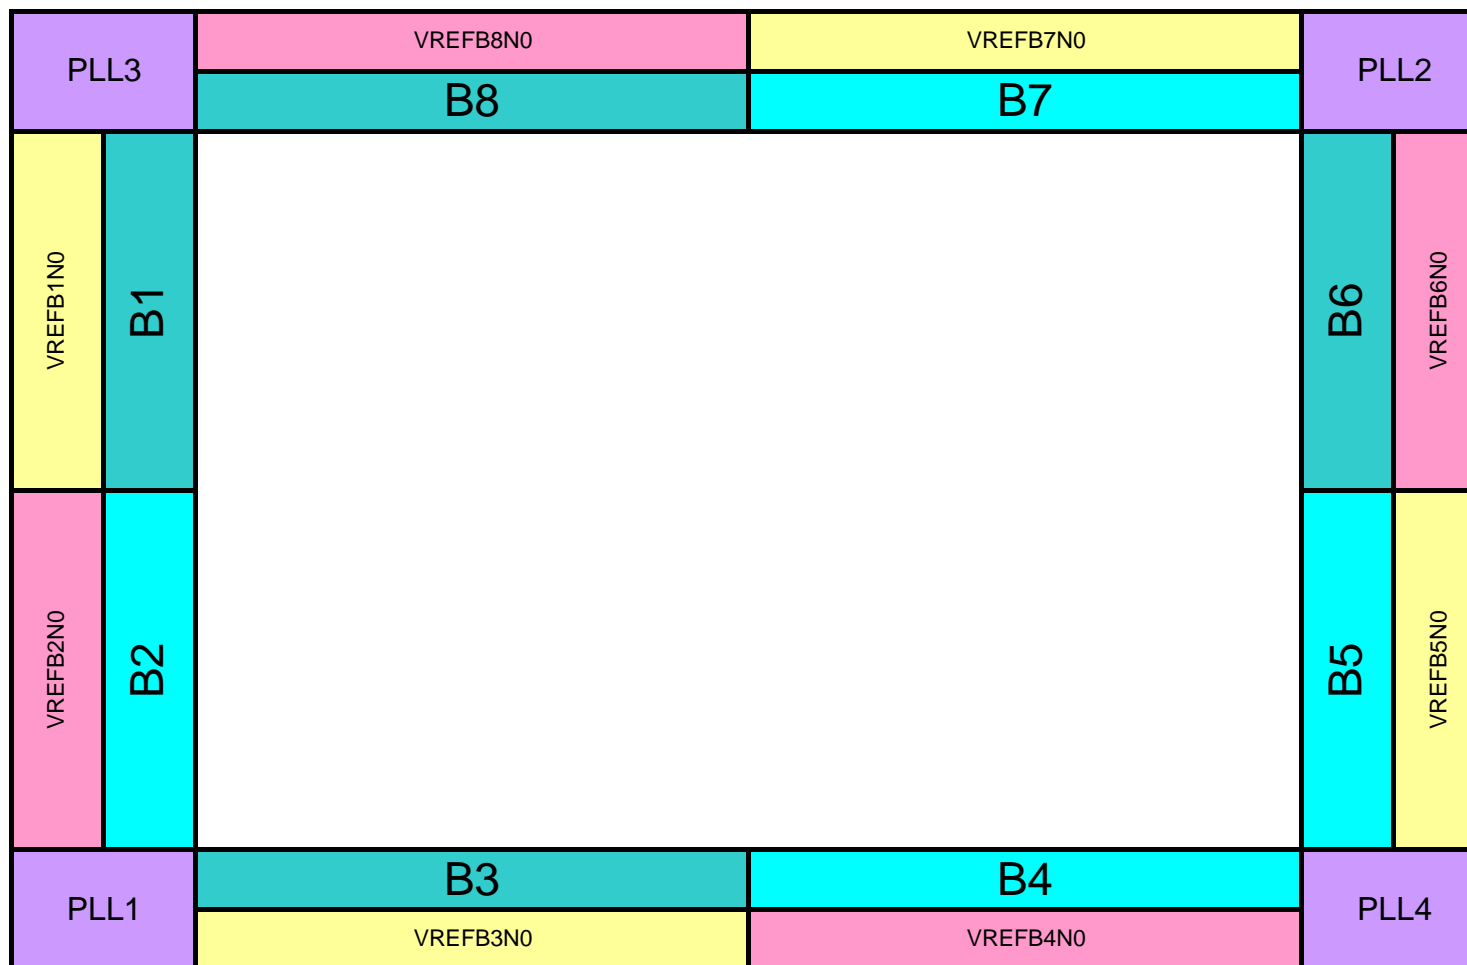 PLL3
VREFB8N0
VREFB7N0
PLL2
B8
B7
VREFB1N0
B1
B6
VREFB6N0
VREFB2N0
B2
B5
VREFB5N0
PLL1
B3
B4
PLL4
VREFB3N0
VREFB4N0